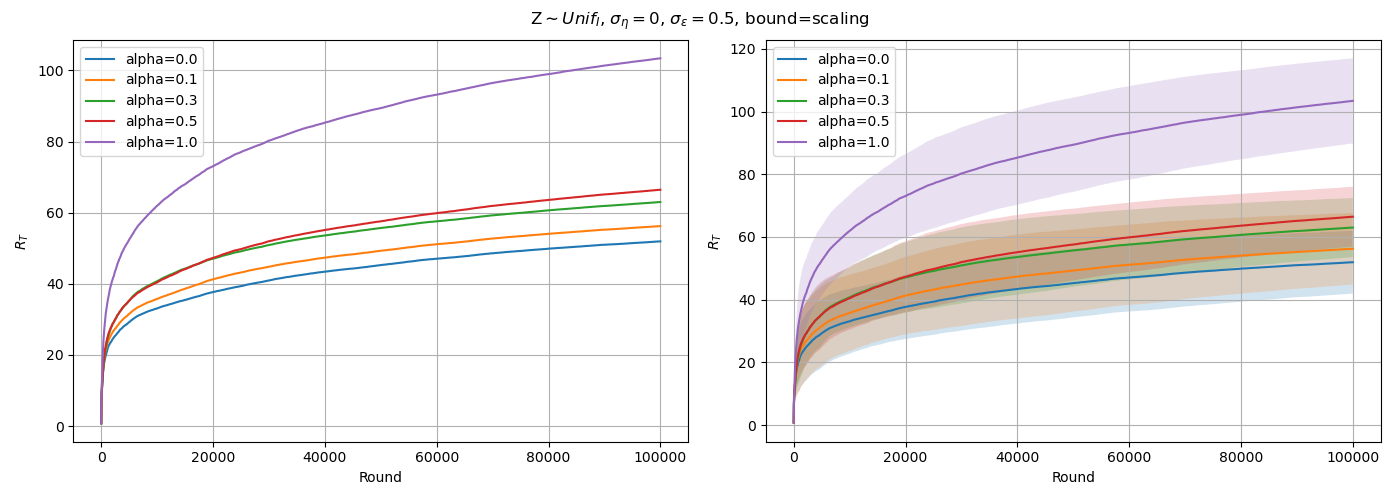 Z ∼ Unif_I, σ_η = 0, σ_ε = 0.5, bound=scaling
alpha=0.0
alpha=0.1
alpha=0.3
alpha=0.5
alpha=1.0
100
80
60
40
20
0
R_T
0 20000 40000 60000 80000 100000
Round
alpha=0.0
alpha=0.1
alpha=0.3
alpha=0.5
alpha=1.0
120
100
80
60
40
20
0
R_T
0 20000 40000 60000 80000 100000
Round